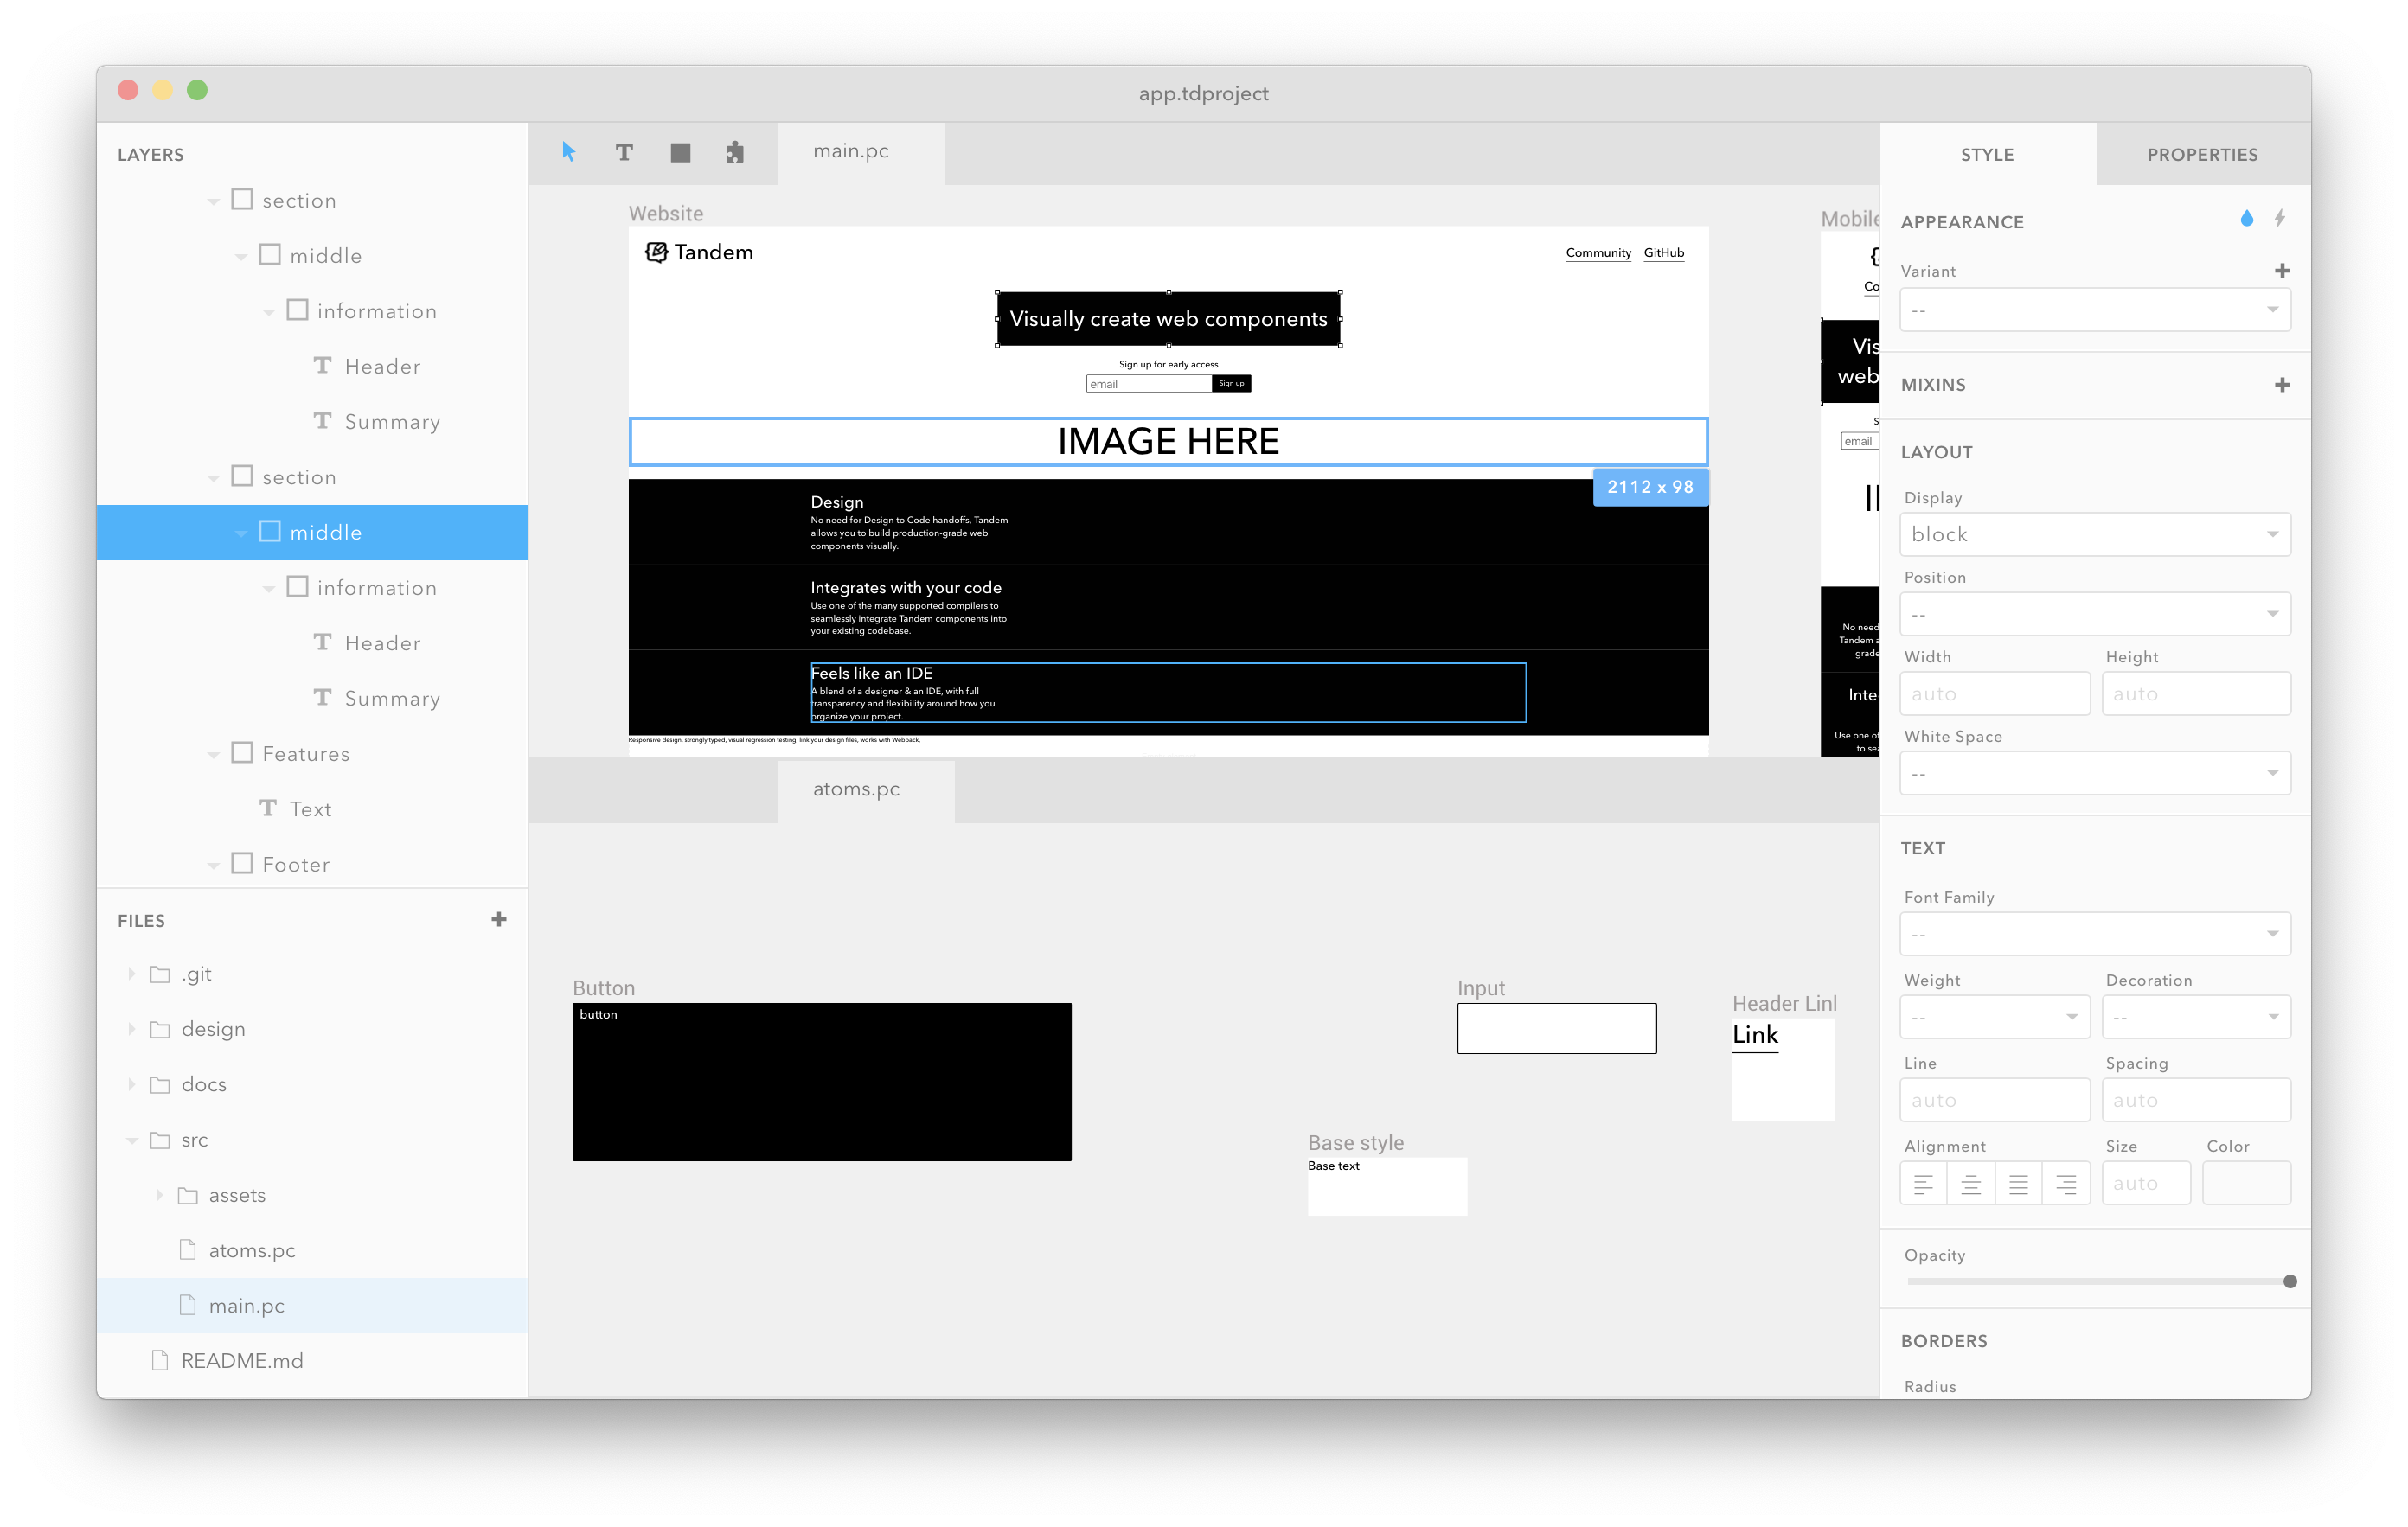 app.tdproject
LAYERS
section
middle
information
Header
Summary
section
middle
information
Header
Summary
Features
Text
Footer
FILES
.git
design
docs
src
assets
atoms.pc
main.pc
README.md
main.pc
Website
Tandem
Community GitHub
Visually create web components
Sign up for early access
email Sign up
IMAGE HERE
2112 x 98
Design
No need for Design to Code handoffs, Tandem
allows you to build production-grade web
components visually.
Integrates with your code
Use one of the many supported compilers to
seamlessly integrate Tandem components into
your existing codebase.
Feels like an IDE
A blend of a designer & an IDE, with full
transparency and flexibility around how you
organize your project.
Responsive design, strongly typed, visual regression testing, link your design files, works with Webpack,
Mobile
Co
Vis
web
s
email
No need
Tandem a
grade
Inte
Use one of
to sea
atoms.pc
Button
button
Input
Header Linl
Link
Base style
Base text
STYLE PROPERTIES
APPEARANCE
Variant
--
MIXINS
LAYOUT
Display
block
Position
--
Width Height
auto auto
White Space
--
TEXT
Font Family
--
Weight Decoration
-- --
Line Spacing
auto auto
Alignment Size Color
auto
Opacity
BORDERS
Radius